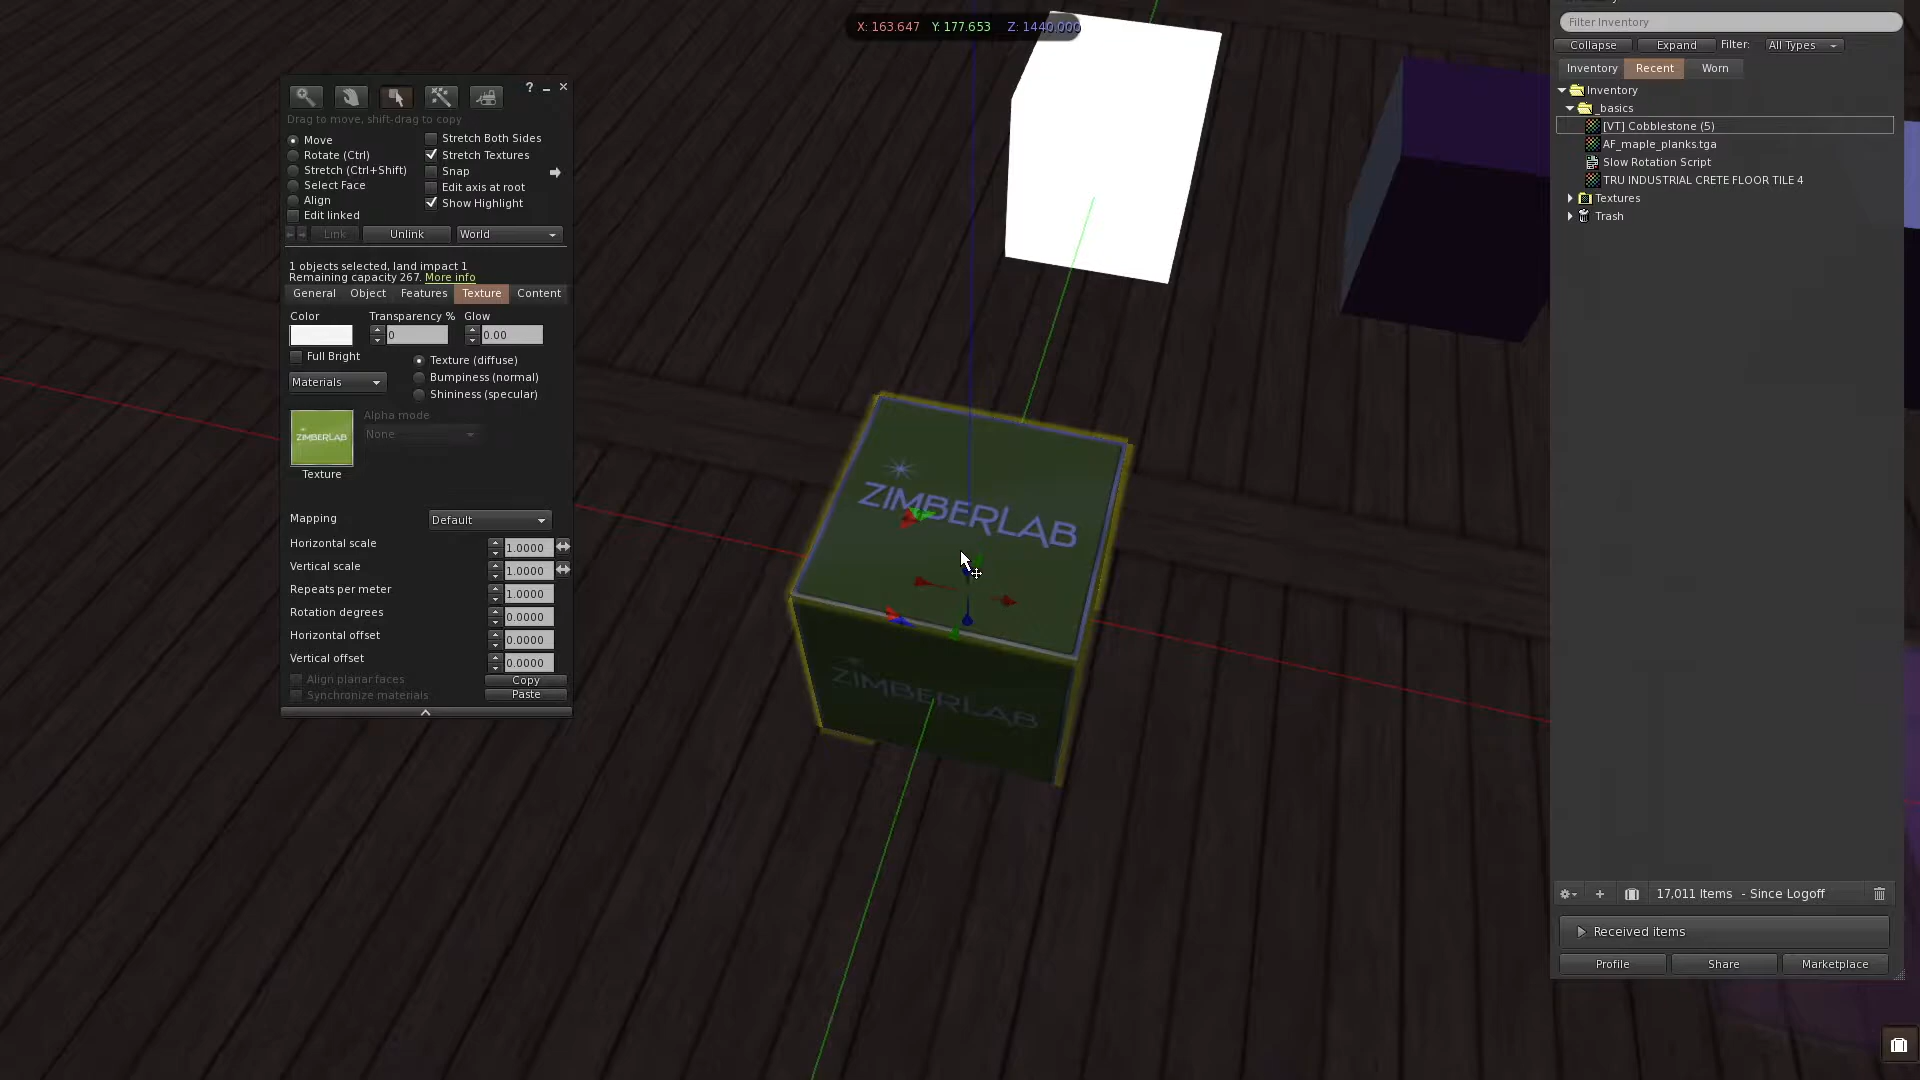 X: 163.647 Y: 177.653 Z: 1440.000
?
Drag to move, shift-drag to copy
Move
Rotate (Ctrl)
Stretch (Ctrl+Shift)
Select Face
Align
Edit linked
Stretch Both Sides
Stretch Textures
Snap
Edit axis at root
Show Highlight
Link Unlink World
1 objects selected, land impact 1
Remaining capacity 267. More info
General Object Features Texture Content
Color Transparency % Glow
0 0.00
Full Bright
Materials
Texture (diffuse)
Bumpiness (normal)
Shininess (specular)
ZIMBERLAB
Texture
Alpha mode
None
Mapping Default
Horizontal scale 1.0000
Vertical scale 1.0000
Repeats per meter 1.0000
Rotation degrees 0.0000
Horizontal offset 0.0000
Vertical offset 0.0000
Align planar faces Copy
Synchronize materials Paste
ZIMBERLAB
ZIMBERLAB
Filter Inventory
Collapse Expand Filter: All Types
Inventory Recent Worn
Inventory
basics
[VT] Cobblestone (5)
AF_maple_planks.tga
Slow Rotation Script
TRU INDUSTRIAL CRETE FLOOR TILE 4
Textures
Trash
17,011 Items - Since Logoff
Received items
Profile Share Marketplace